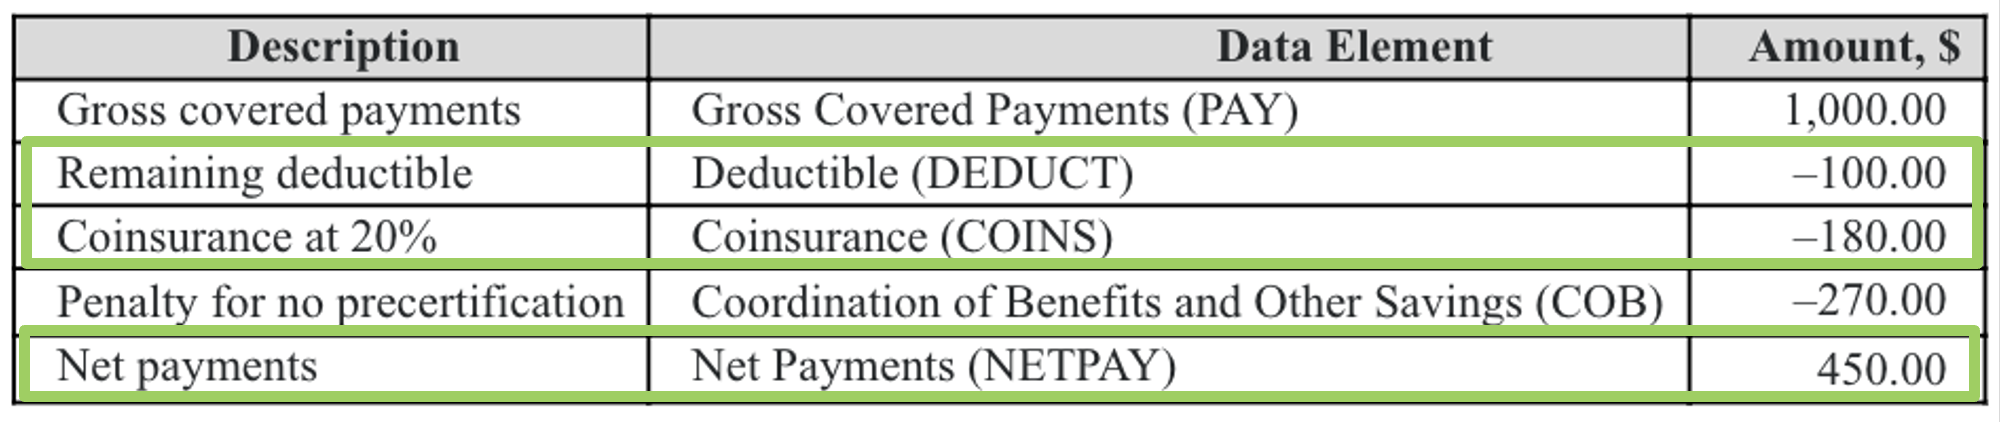 Description Data Element Amount, $
Gross covered payments Gross Covered Payments (PAY) 1,000.00
Remaining deductible Deductible (DEDUCT) –100.00
Coinsurance at 20% Coinsurance (COINS) –180.00
Penalty for no precertification Coordination of Benefits and Other Savings (COB) –270.00
Net payments Net Payments (NETPAY) 450.00